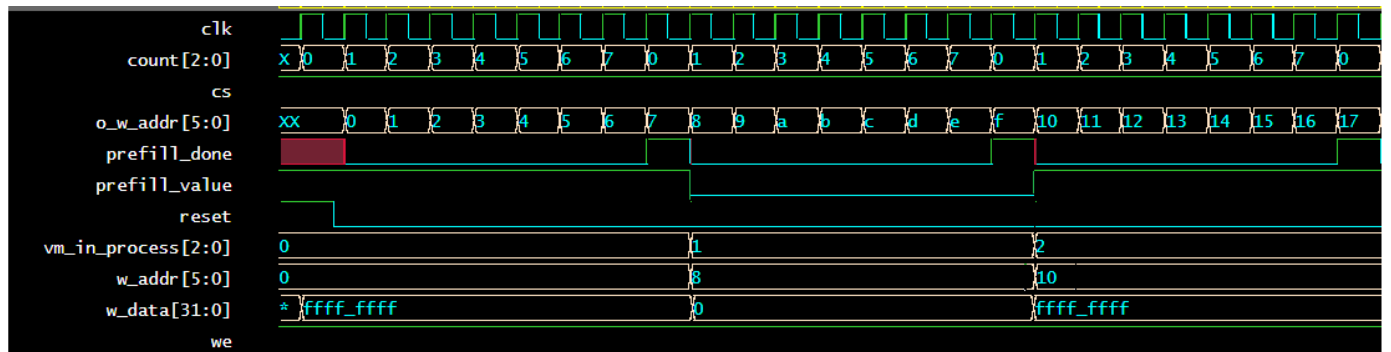 clk
count[2:0] X 0 1 2 3 4 5 6 7 0 1 2 3 4 5 6 7 0 1 2 3 4 5 6 7 0
cs
o_w_addr[5:0] XX 0 1 2 3 4 5 6 7 8 9 a b c d e f 10 11 12 13 14 15 16 17
prefill_done
prefill_value
reset
vm_in_process[2:0] 0 1 2
w_addr[5:0] 0 8 10
w_data[31:0] * ffff_ffff 0 ffff_ffff
we